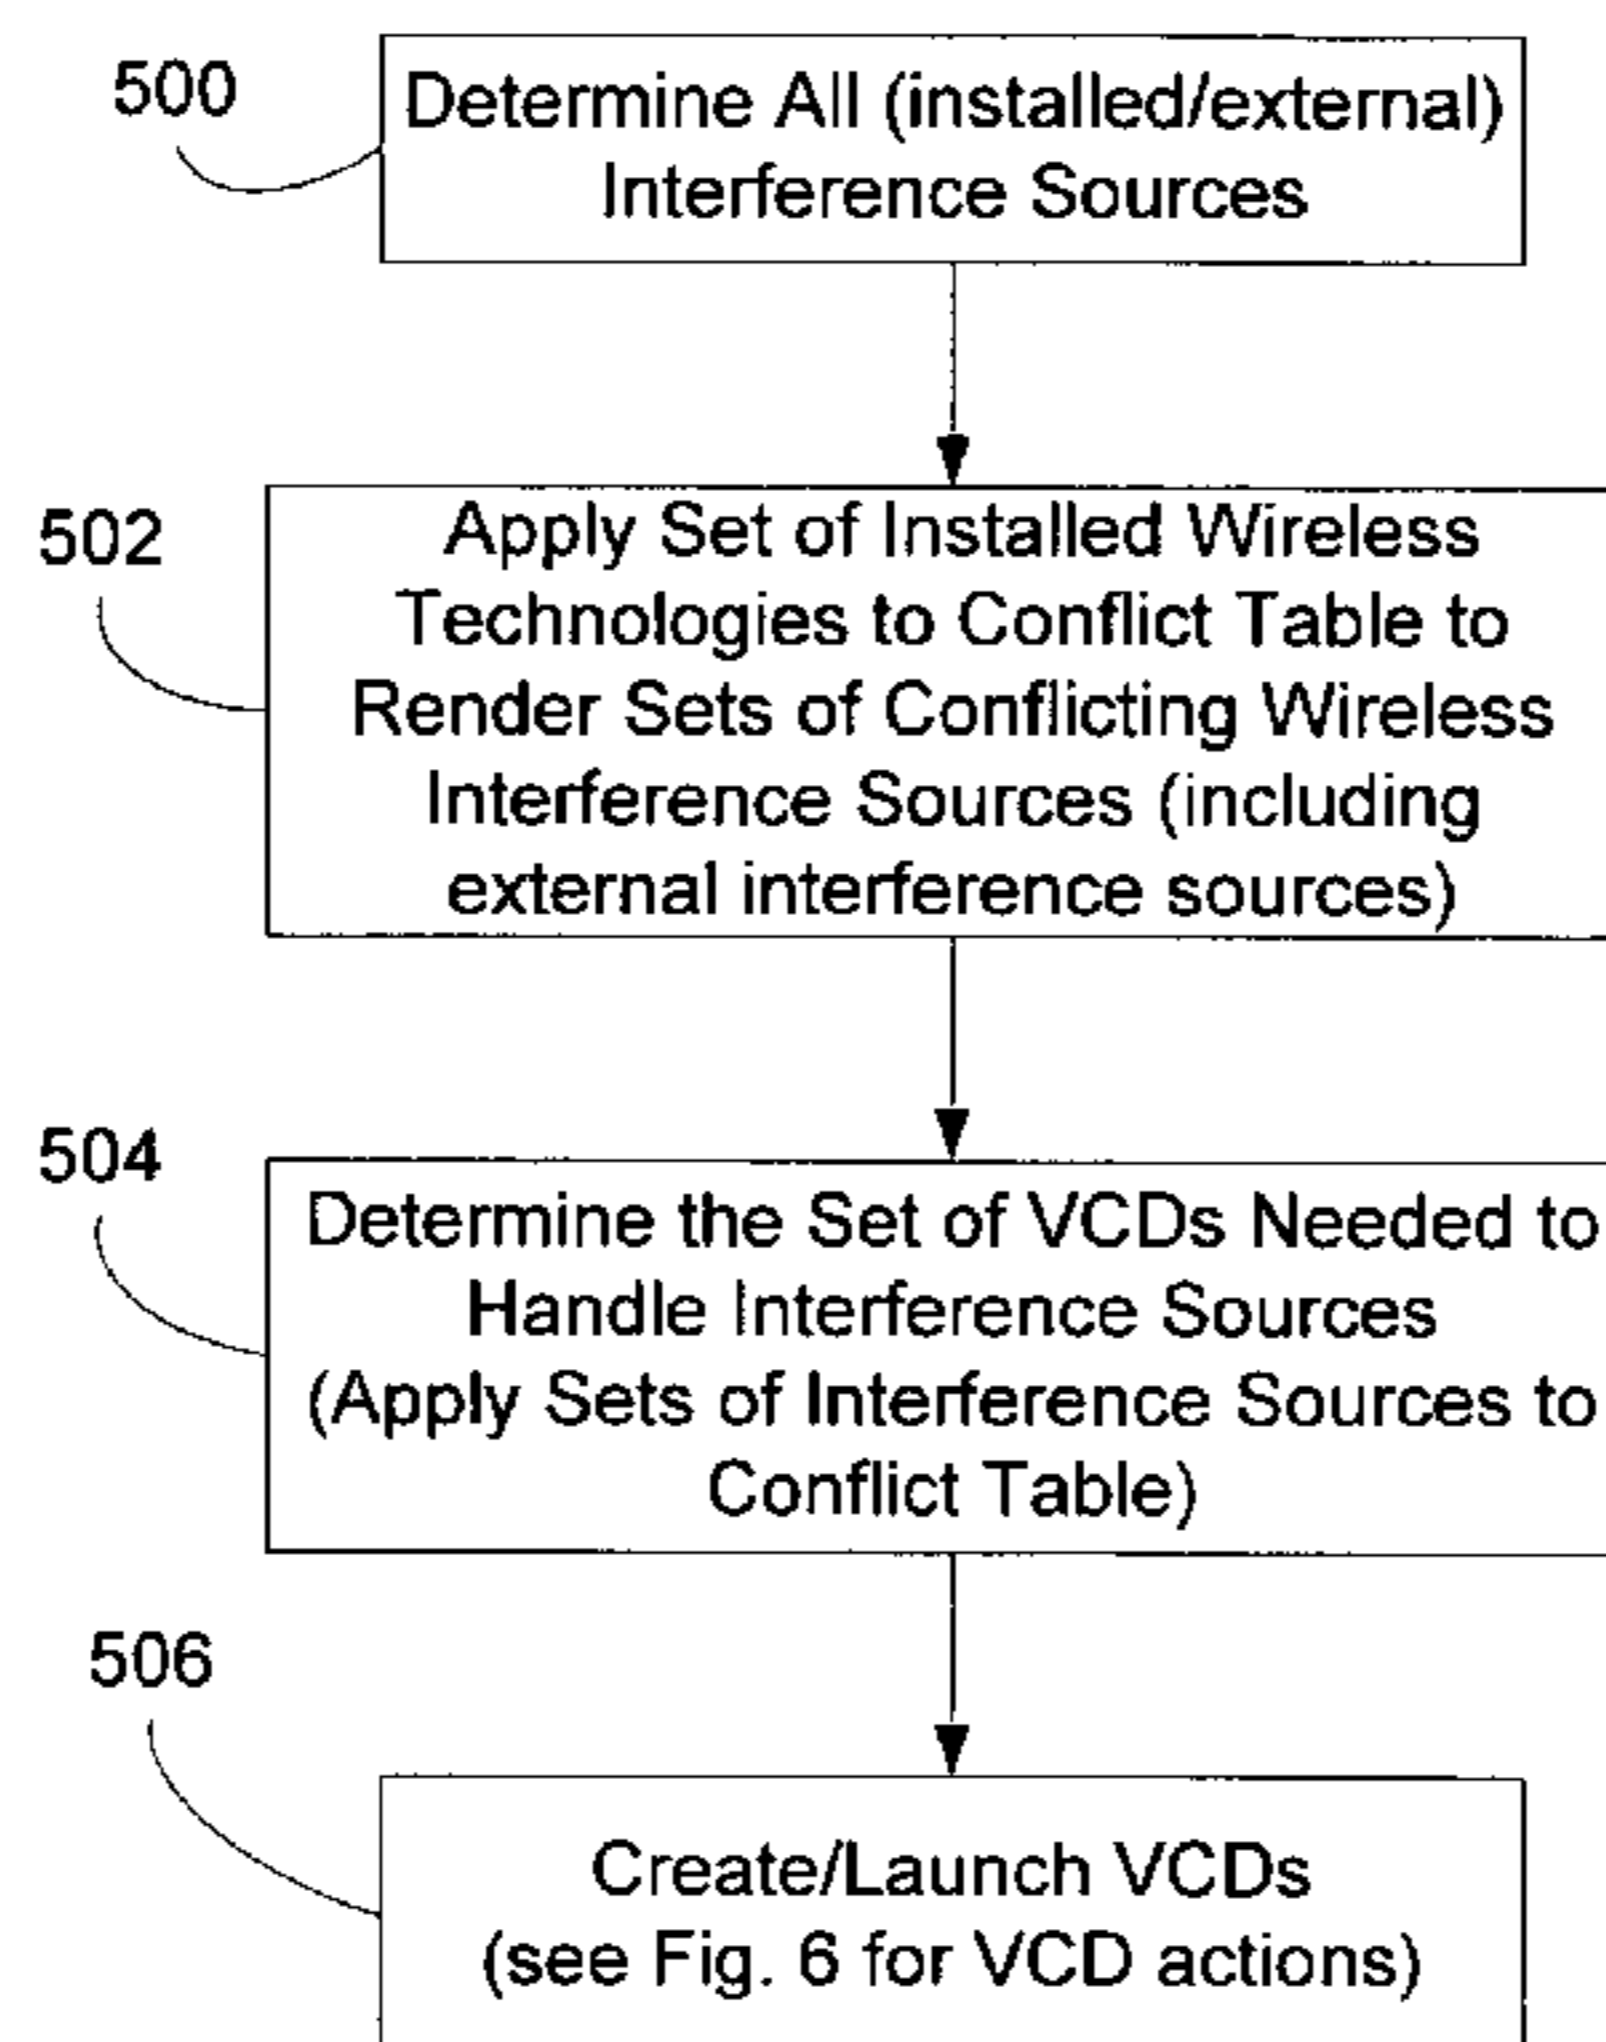 500
Determine All (installed/external)
Interference Sources
502
Apply Set of Installed Wireless
Technologies to Conflict Table to
Render Sets of Conflicting Wireless
Interference Sources (including
external interference sources)
504
Determine the Set of VCDs Needed to
Handle Interference Sources
(Apply Sets of Interference Sources to
Conflict Table)
506
Create/Launch VCDs
(see Fig. 6 for VCD actions)